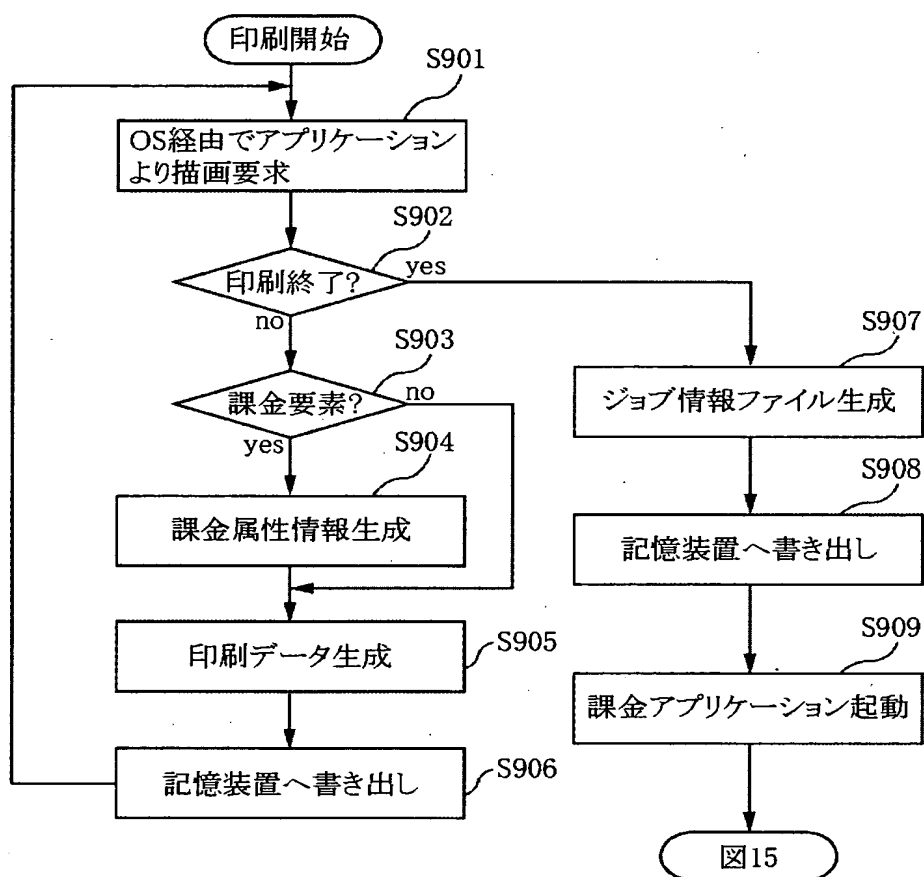 印刷開始
S901
OS経由でアプリケーション
より描画要求
S902
印刷終了?
yes
no
S903
課金要素?
no
yes
S904
課金属性情報生成
S905
印刷データ生成
S906
記憶装置へ書き出し
S907
ジョブ情報ファイル生成
S908
記憶装置へ書き出し
S909
課金アプリケーション起動
図15